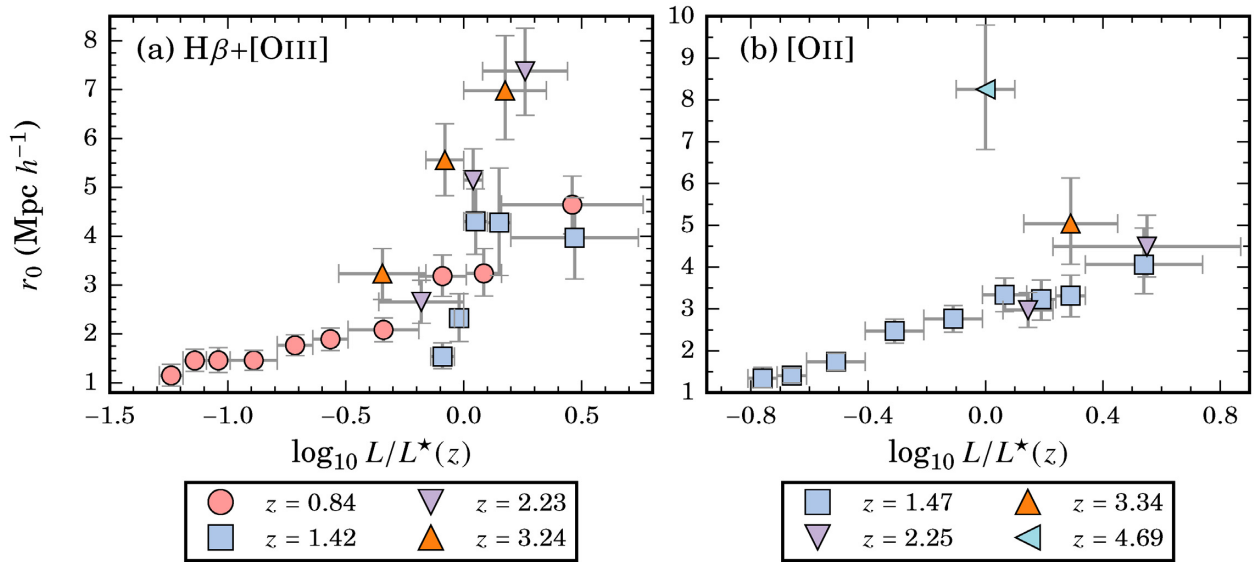 (a) Hβ+[OIII]
8
7
6
5
4
3
2
1
r₀ (Mpc h⁻¹)
−1.5 −1.0 −0.5 0.0 0.5
log₁₀ L/L★(z)
z = 0.84 z = 2.23
z = 1.42 z = 3.24
(b) [OII]
10
9
8
7
6
5
4
3
2
1
−0.8 −0.4 0.0 0.4 0.8
log₁₀ L/L★(z)
z = 1.47 z = 3.34
z = 2.25 z = 4.69